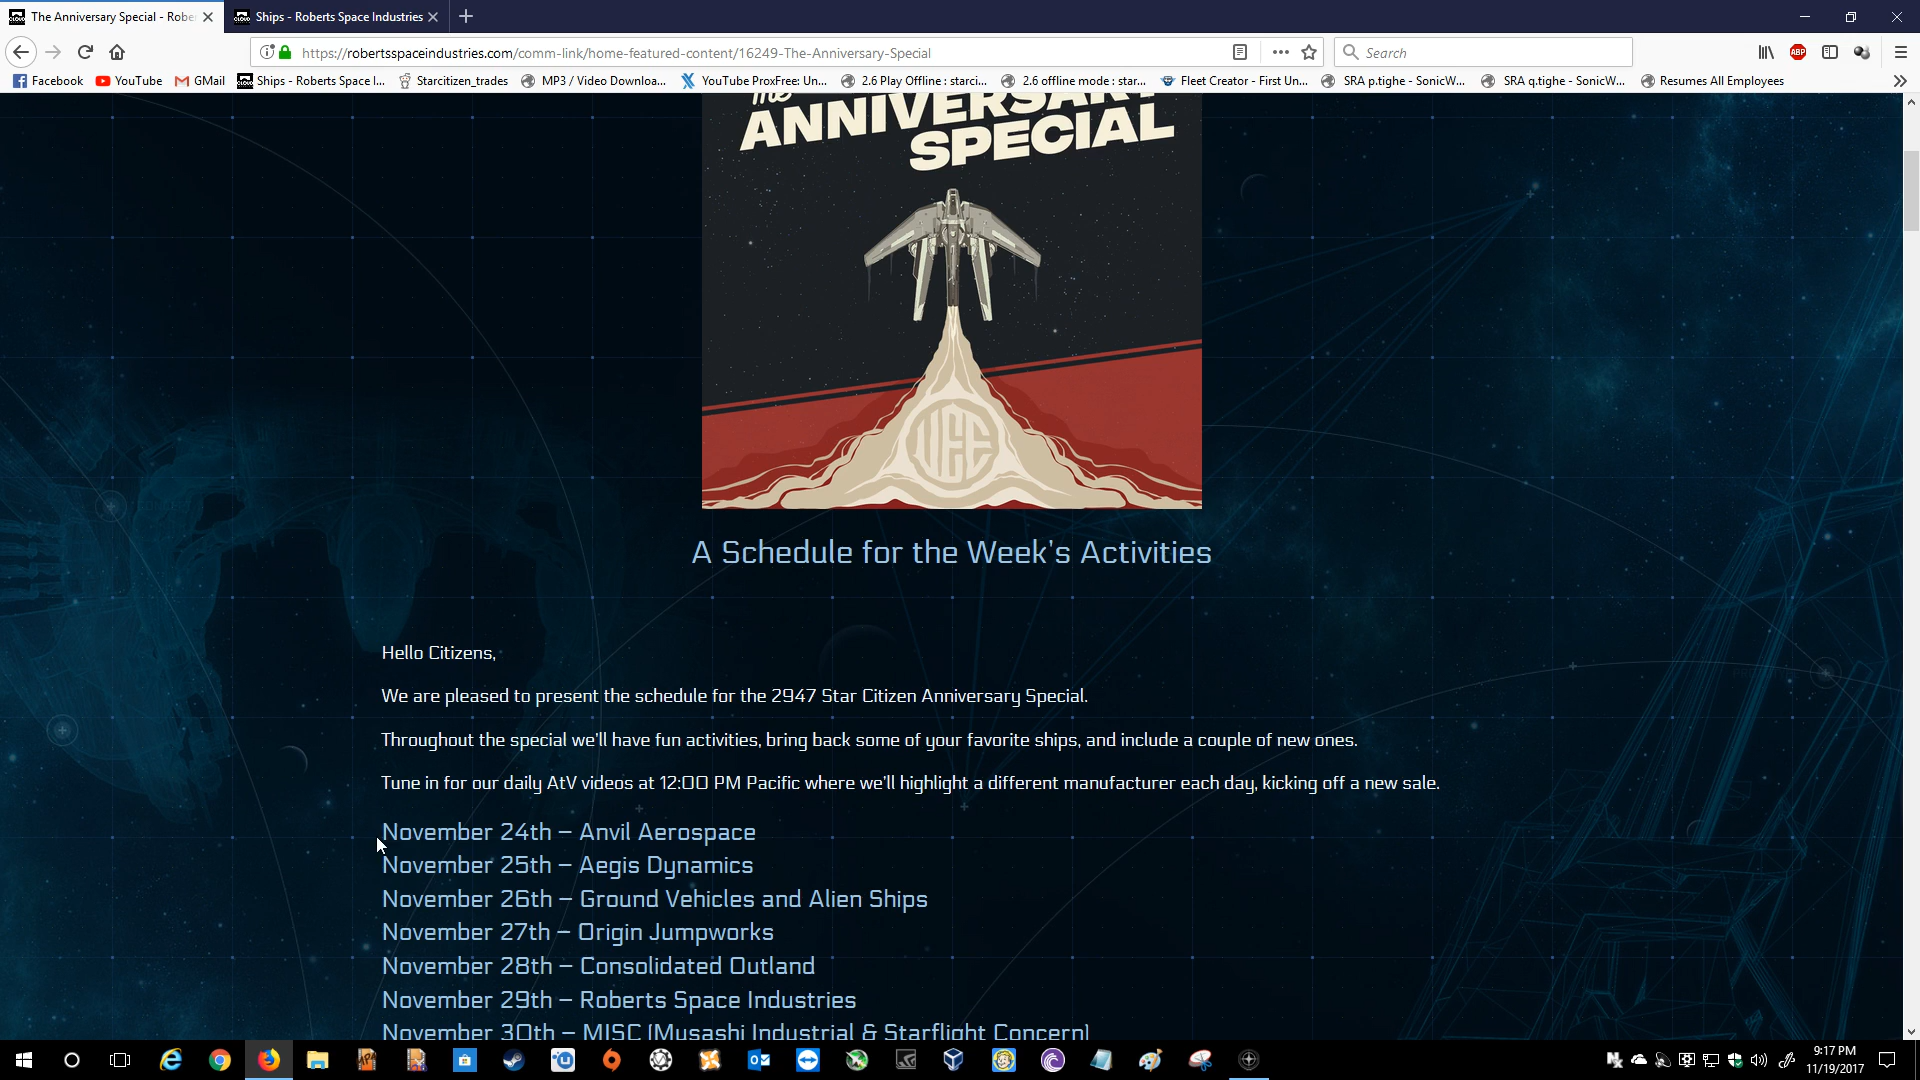 The Anniversary Special - Rober
Ships - Roberts Space Industries
https://robertsspaceindustries.com/comm-link/home-featured-content/16249-The-Anniversary-Special
Search
Facebook
YouTube
GMail
Ships - Roberts Space I...
Starcitizen_trades
MP3 / Video Downloa...
YouTube ProxFree: Un...
2.6 Play Offline : starci...
2.6 offline mode : star...
Fleet Creator - First Un...
SRA p.tighe - SonicW...
SRA q.tighe - SonicW...
Resumes All Employees
The
ANNIVERSARY
SPECIAL
UEE
A Schedule for the Week's Activities
Hello Citizens,
We are pleased to present the schedule for the 2947 Star Citizen Anniversary Special.
Throughout the special we'll have fun activities, bring back some of your favorite ships, and include a couple of new ones.
Tune in for our daily AtV videos at 12:00 PM Pacific where we'll highlight a different manufacturer each day, kicking off a new sale.
November 24th – Anvil Aerospace
November 25th – Aegis Dynamics
November 26th – Ground Vehicles and Alien Ships
November 27th – Origin Jumpworks
November 28th – Consolidated Outland
November 29th – Roberts Space Industries
November 30th – MISC (Musashi Industrial & Starflight Concern)
9:17 PM
11/19/2017